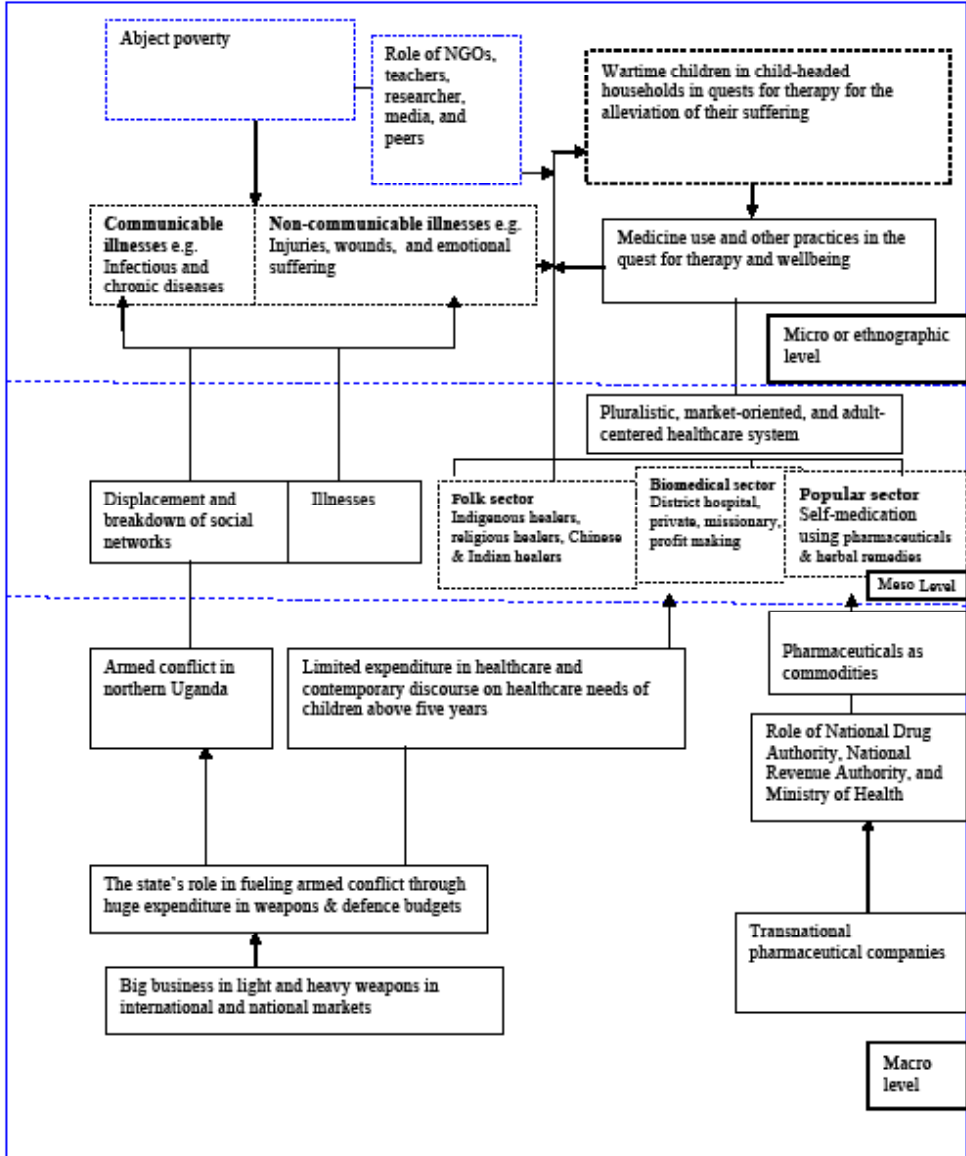 Abject poverty
Role of NGOs,
teachers,
researcher,
media, and
peers
Wartime children in child-headed
households in quests for therapy for the
alleviation of their suffering
Communicable
illnesses e.g.
Infectious and
chronic diseases
Non-communicable illnesses e.g.
Injuries, wounds, and emotional
suffering
Medicine use and other practices in the
quest for therapy and wellbeing
Micro or ethnographic
level
Pluralistic, market-oriented, and adult-
centered healthcare system
Displacement and
breakdown of social
networks
Illnesses
Folk sector
Indigenous healers,
religious healers, Chinese
& Indian healers
Biomedical sector
District hospital,
private, missionary,
profit making
Popular sector
Self-medication
using pharmaceuticals
& herbal remedies
Meso Level
Armed conflict in
northern Uganda
Limited expenditure in healthcare and
contemporary discourse on healthcare needs of
children above five years
Pharmaceuticals as
commodities
Role of National Drug
Authority, National
Revenue Authority, and
Ministry of Health
The state's role in fueling armed conflict through
huge expenditure in weapons & defence budgets
Transnational
pharmaceutical companies
Big business in light and heavy weapons in
international and national markets
Macro
level